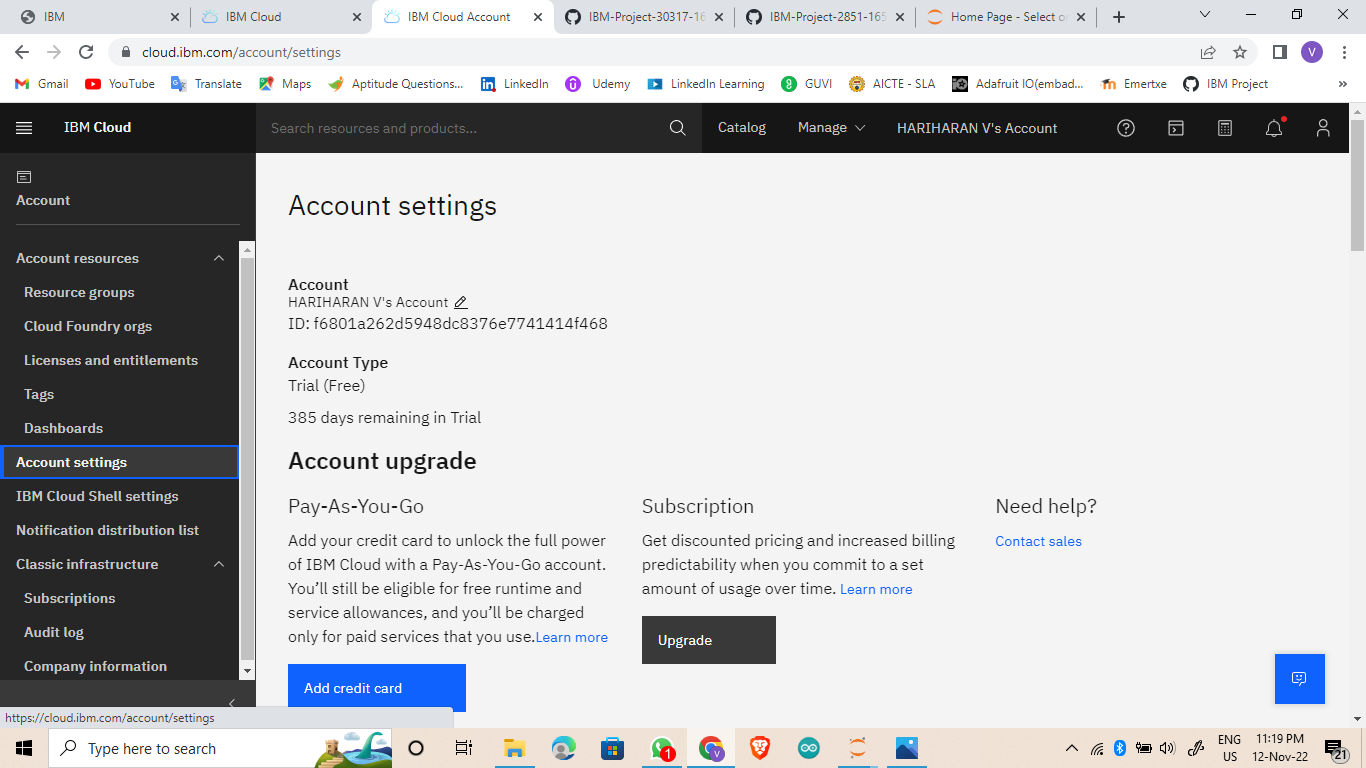 IBM
IBM Cloud
IBM Cloud Account
IBM-Project-30317-16
IBM-Project-2851-165
Home Page - Select o
cloud.ibm.com/account/settings
V
Gmail
YouTube
Translate
Maps
Aptitude Questions...
LinkedIn
Udemy
LinkedIn Learning
GUVI
AICTE - SLA
Adafruit IO(embad...
Emertxe
IBM Project
»
IBM Cloud
Search resources and products...
Catalog
Manage
HARIHARAN V's Account
Account
Account resources
Resource groups
Cloud Foundry orgs
Licenses and entitlements
Tags
Dashboards
Account settings
IBM Cloud Shell settings
Notification distribution list
Classic infrastructure
Subscriptions
Audit log
Company information
Account settings
Account
HARIHARAN V's Account
ID: f6801a262d5948dc8376e7741414f468
Account Type
Trial (Free)
385 days remaining in Trial
Account upgrade
Pay-As-You-Go
Add your credit card to unlock the full power
of IBM Cloud with a Pay-As-You-Go account.
You’ll still be eligible for free runtime and
service allowances, and you’ll be charged
only for paid services that you use.Learn more
Add credit card
Subscription
Get discounted pricing and increased billing
predictability when you commit to a set
amount of usage over time. Learn more
Upgrade
Need help?
Contact sales
https://cloud.ibm.com/account/settings
Type here to search
1
V
ENG
US
11:19 PM
12-Nov-22
21